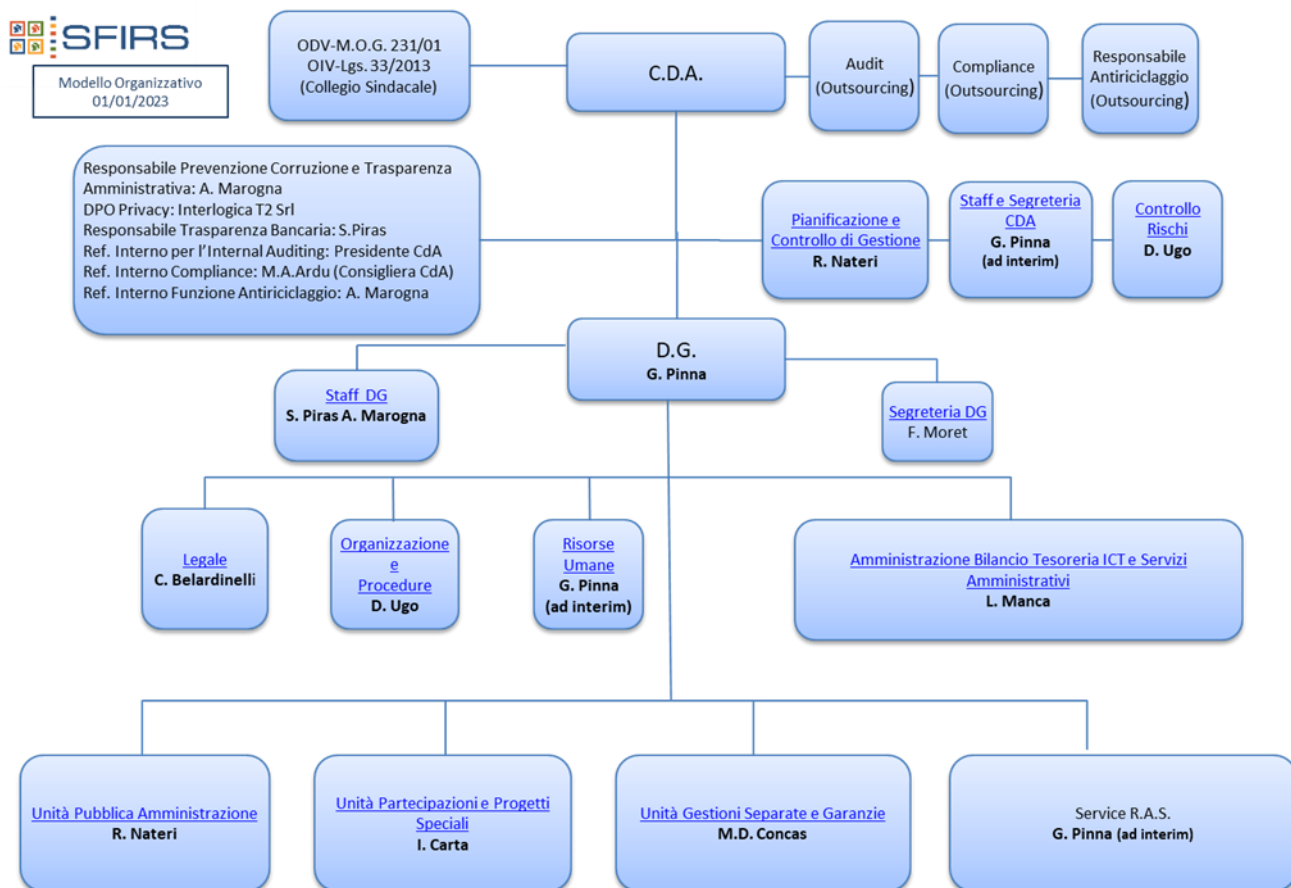 SFIRS
Modello Organizzativo
01/01/2023
ODV-M.O.G. 231/01
OIV-Lgs. 33/2013
(Collegio Sindacale)
C.D.A.
Audit
(Outsourcing)
Compliance
(Outsourcing)
Responsabile
Antiriciclaggio
(Outsourcing)
Responsabile Prevenzione Corruzione e Trasparenza
Amministrativa: A. Marogna
DPO Privacy: Interlogica T2 Srl
Responsabile Trasparenza Bancaria: S.Piras
Ref. Interno per l'Internal Auditing: Presidente CdA
Ref. Interno Compliance: M.A.Ardu (Consigliera CdA)
Ref. Interno Funzione Antiriciclaggio: A. Marogna
Pianificazione e
Controllo di Gestione
R. Nateri
Staff e Segreteria
CDA
G. Pinna
(ad interim)
Controllo
Rischi
D. Ugo
D.G.
G. Pinna
Staff DG
S. Piras A. Marogna
Segreteria DG
F. Moret
Legale
C. Belardinelli
Organizzazione
e
Procedure
D. Ugo
Risorse
Umane
G. Pinna
(ad interim)
Amministrazione Bilancio Tesoreria ICT e Servizi
Amministrativi
L. Manca
Unità Pubblica Amministrazione
R. Nateri
Unità Partecipazioni e Progetti
Speciali
I. Carta
Unità Gestioni Separate e Garanzie
M.D. Concas
Service R.A.S.
G. Pinna (ad interim)